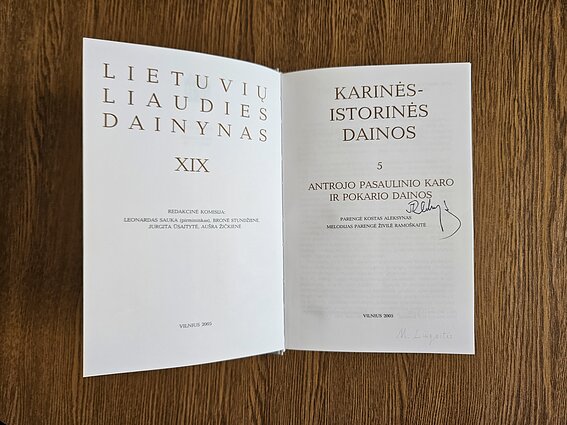 LIETUVIŲ
LIAUDIES
DAINYNAS
XIX
REDAKCINĖ KOMISIJA:
LEONARDAS SAUKA (pirmininkas), BRONĖ STUNDŽIENĖ,
JURGITA ŪSAITYTĖ, AUŠRA ŽIČKIENĖ
VILNIUS 2005
KARINĖS-
ISTORINĖS
DAINOS
5
ANTROJO PASAULINIO KARO
IR POKARIO DAINOS
PARENGĖ KOSTAS ALEKSYNAS
MELODIJAS PARENGĖ ŽIVILĖ RAMOŠKAITĖ
VILNIUS 2005
M.